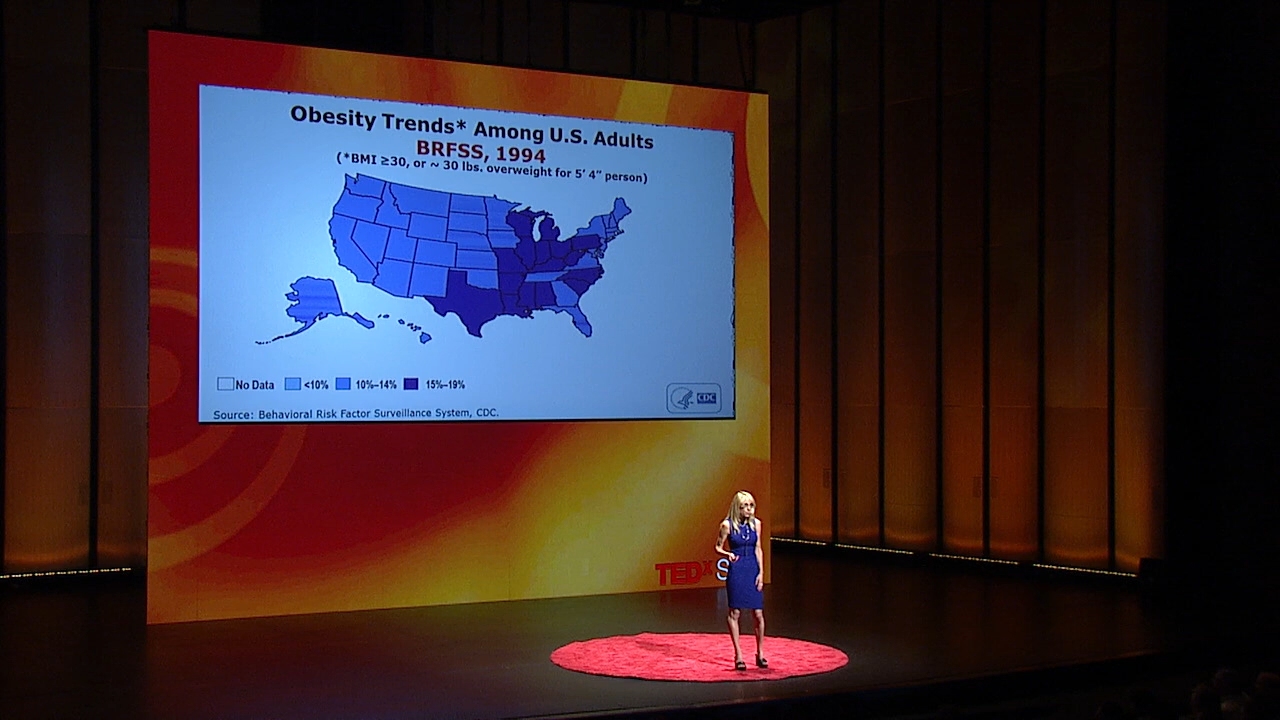 Obesity Trends* Among U.S. Adults
BRFSS, 1994
(*BMI ≥30, or ~ 30 lbs. overweight for 5' 4" person)
No Data <10% 10%–14% 15%–19%
CDC
Source: Behavioral Risk Factor Surveillance System, CDC.
TEDx S